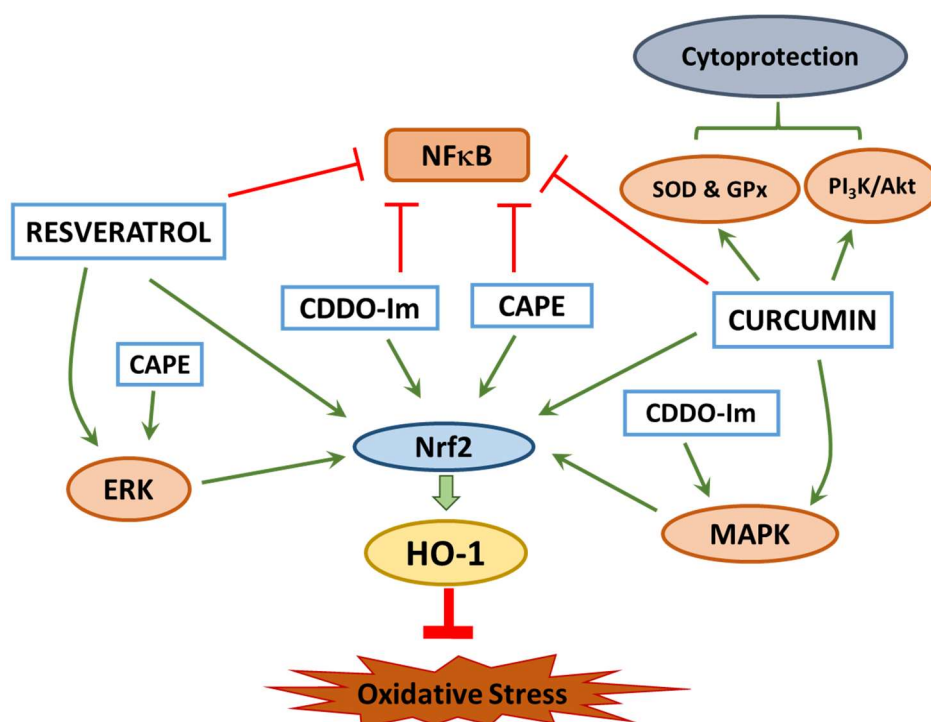 Cytoprotection
NFκB
SOD & GPx
PI₃K/Akt
RESVERATROL
CDDO-Im
CAPE
CURCUMIN
CAPE
CDDO-Im
Nrf2
ERK
MAPK
HO-1
Oxidative Stress